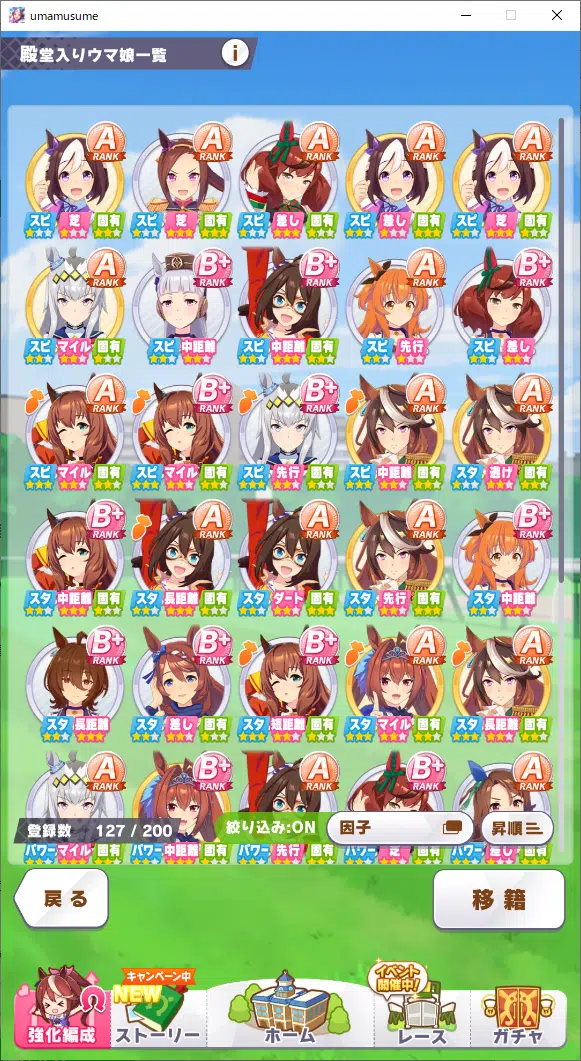 umamusume
殿堂入りウマ娘一覧 i
A RANK A RANK A RANK A RANK A RANK
スピ 芝 固有 スピ 芝 固有 スピ 差し 固有 スピ 差し 固有 スピ 芝 固有
A RANK B+ RANK B+ RANK A RANK B+ RANK
スピ マイル 固有 スピ 中距離 スピ 中距離 固有 スピ 先行 スピ 差し
A RANK B+ RANK B+ RANK A RANK A RANK
スピ マイル 固有 スピ マイル 固有 スピ 先行 固有 スピ 中距離 固有 スタ 逃げ 固有
B+ RANK A RANK A RANK A RANK B+ RANK
スタ 中距離 固有 スタ 長距離 固有 スタ ダート 固有 スタ 先行 固有 スタ 中距離
B+ RANK B+ RANK B+ RANK A RANK A RANK
スタ 長距離 スタ 差し 固有 スタ 短距離 固有 スタ マイル 固有 スタ 長距離 固有
A RANK B+ RANK A RANK B+ RANK A RANK
登録数 127 / 200 絞り込み:ON 因子 昇順
パワー マイル 固有 パワー 中距離 固有 パワー 先行 固有 パワー 芝 固有 パワー 差し 固有
戻る 移籍
キャンペーン中
NEW
イベント
開催中!
強化編成 ストーリー ホーム レース ガチャ